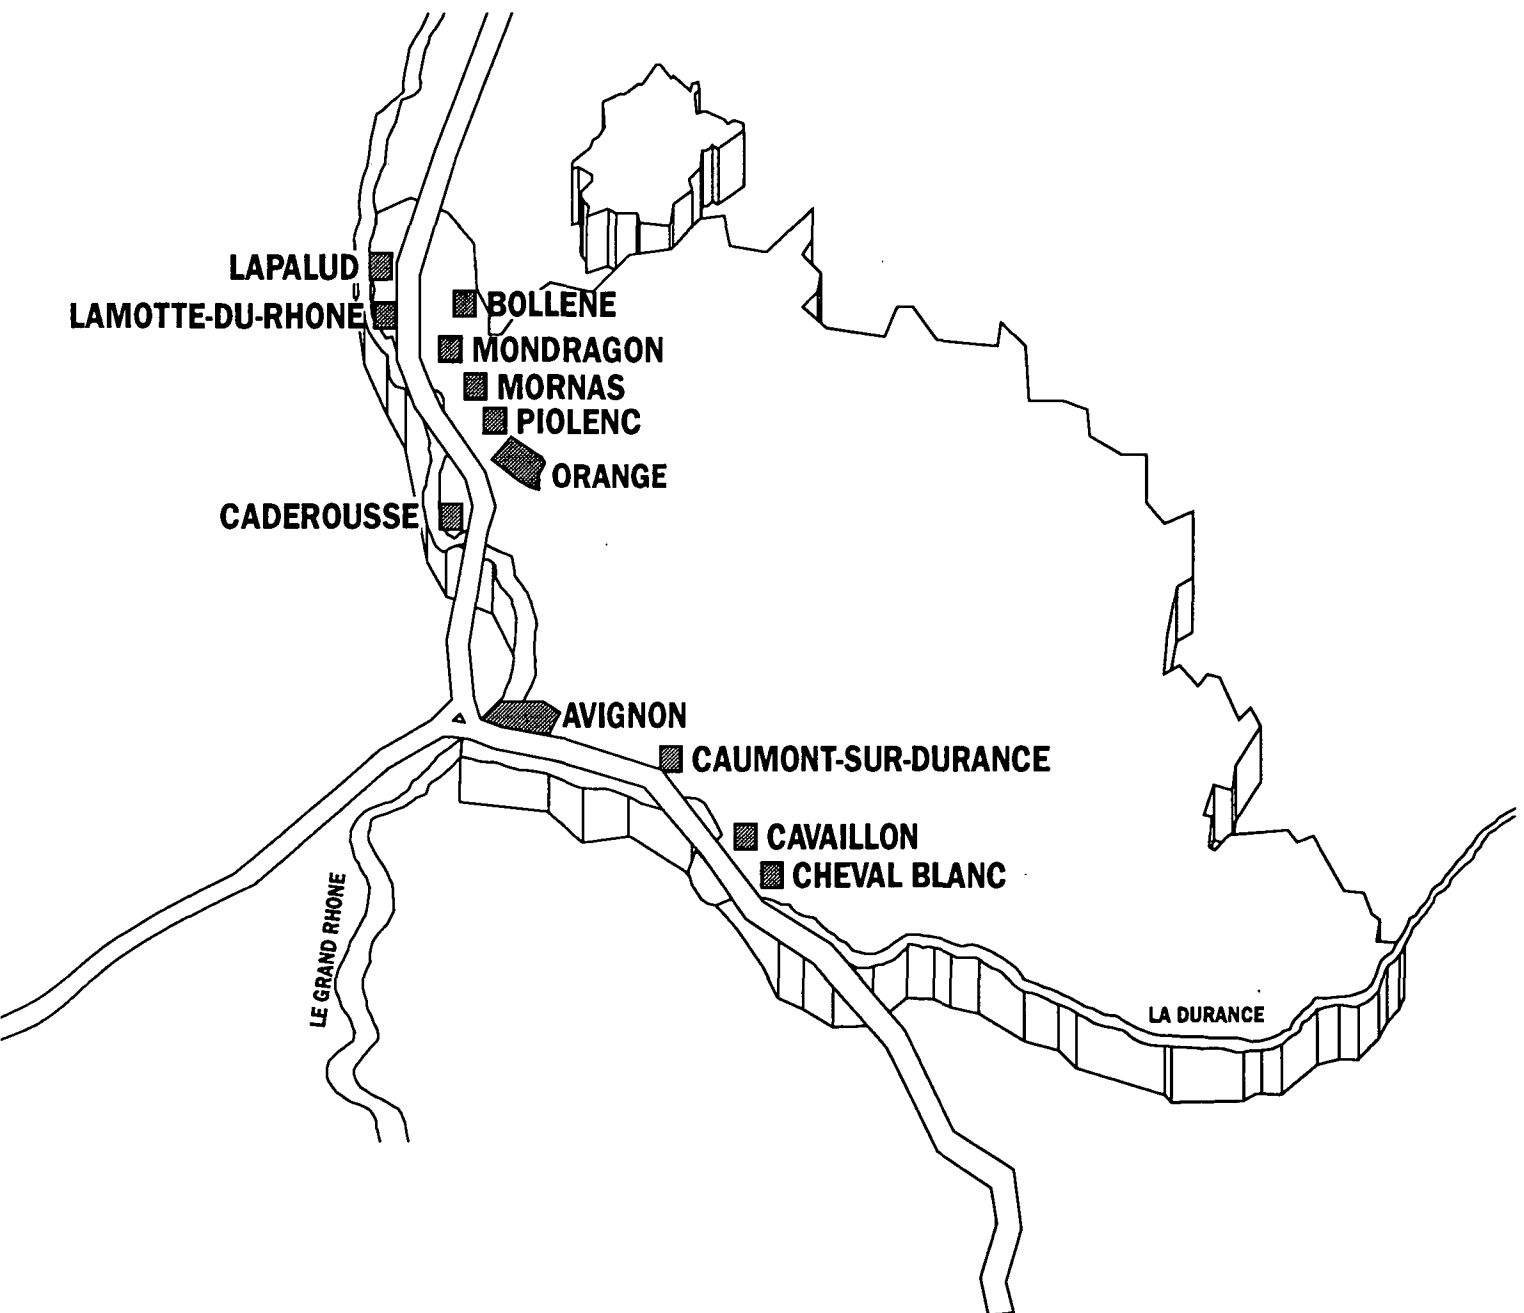 LAPALUD
LAMOTTE-DU-RHONE
BOLLENE
MONDRAGON
MORNAS
PIOLENC
ORANGE
CADEROUSSE
AVIGNON
CAUMONT-SUR-DURANCE
CAVAILLON
CHEVAL BLANC
LE GRAND RHONE
LA DURANCE